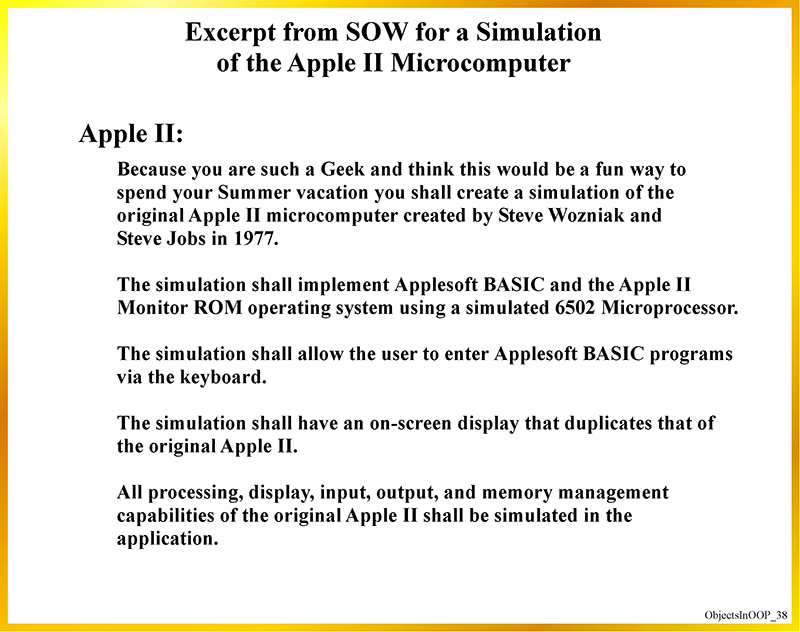 Excerpt from SOW for a Simulation
of the Apple II Microcomputer
Apple II:
Because you are such a Geek and think this would be a fun way to
spend your Summer vacation you shall create a simulation of the
original Apple II microcomputer created by Steve Wozniak and
Steve Jobs in 1977.
The simulation shall implement Applesoft BASIC and the Apple II
Monitor ROM operating system using a simulated 6502 Microprocessor.
The simulation shall allow the user to enter Applesoft BASIC programs
via the keyboard.
The simulation shall have an on-screen display that duplicates that of
the original Apple II.
All processing, display, input, output, and memory management
capabilities of the original Apple II shall be simulated in the
application.
ObjectsInOOP_38